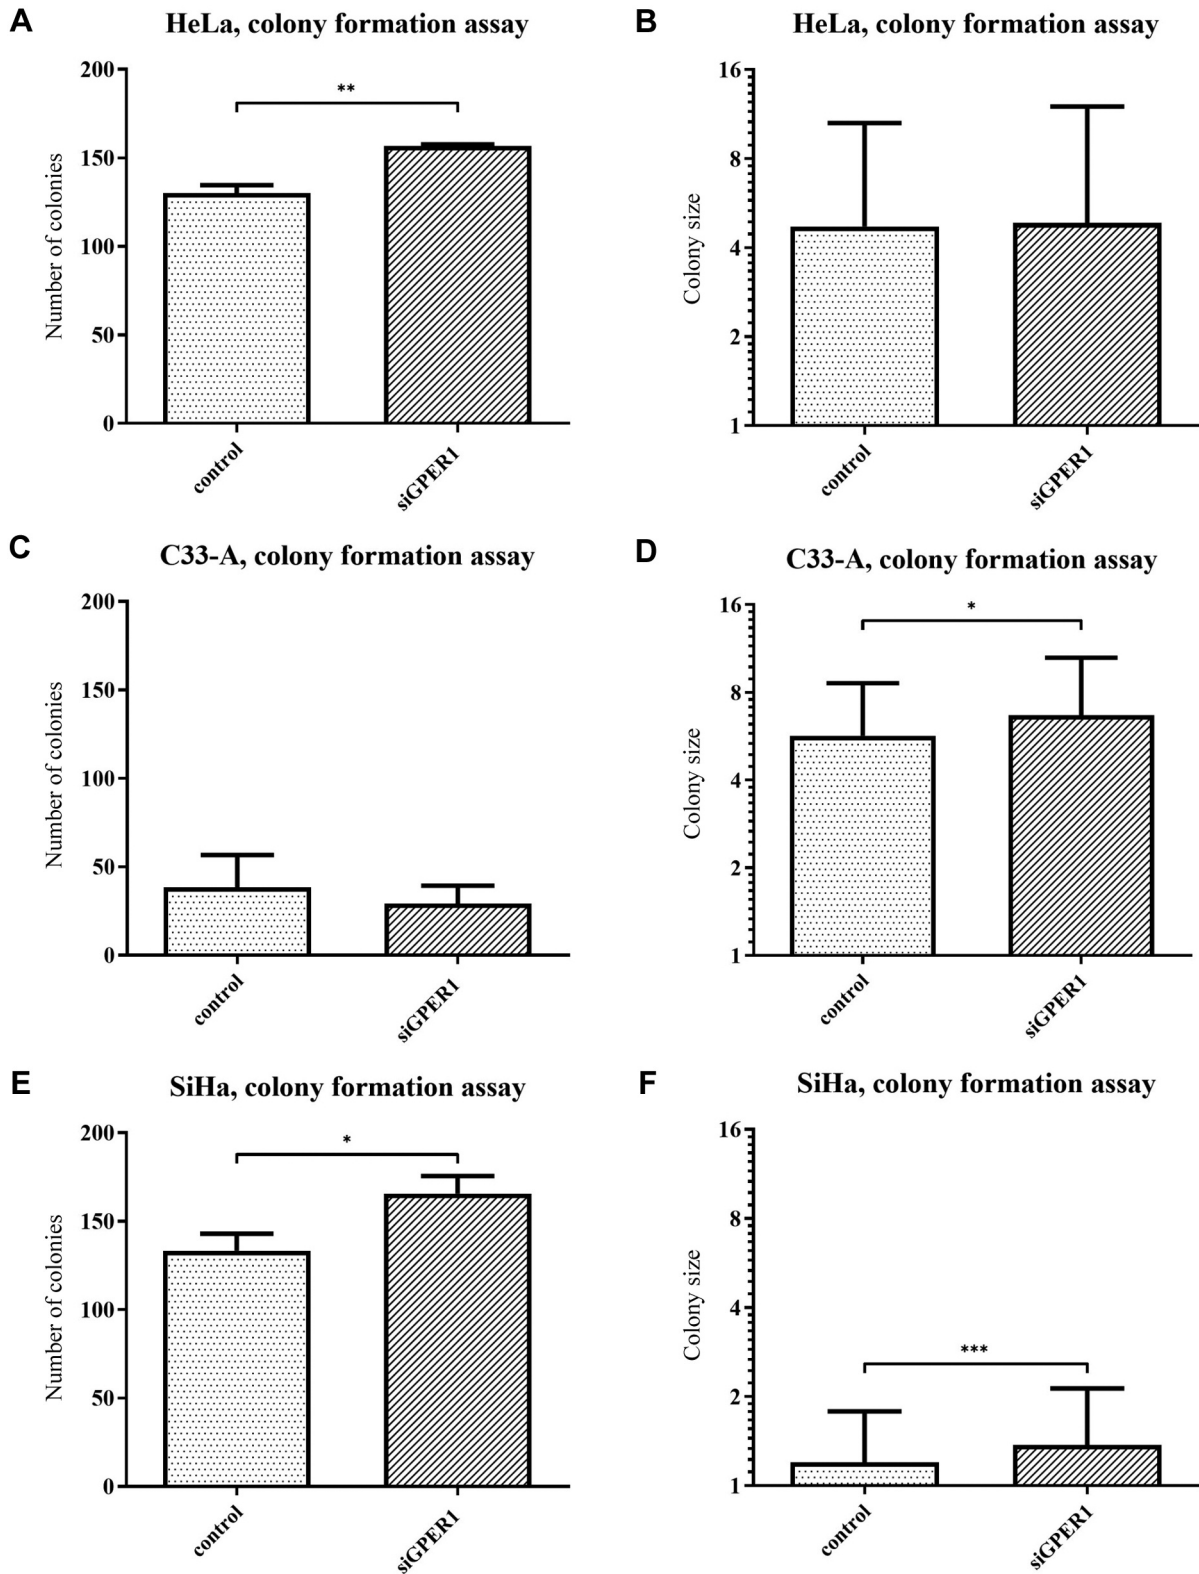 A
HeLa, colony formation assay
Number of colonies
200
150
100
50
0
**
control
siGPER1
B
HeLa, colony formation assay
Colony size
16
8
4
2
1
control
siGPER1
C
C33-A, colony formation assay
Number of colonies
200
150
100
50
0
control
siGPER1
D
C33-A, colony formation assay
Colony size
16
8
4
2
1
*
control
siGPER1
E
SiHa, colony formation assay
Number of colonies
200
150
100
50
0
*
control
siGPER1
F
SiHa, colony formation assay
Colony size
16
8
4
2
1
***
control
siGPER1